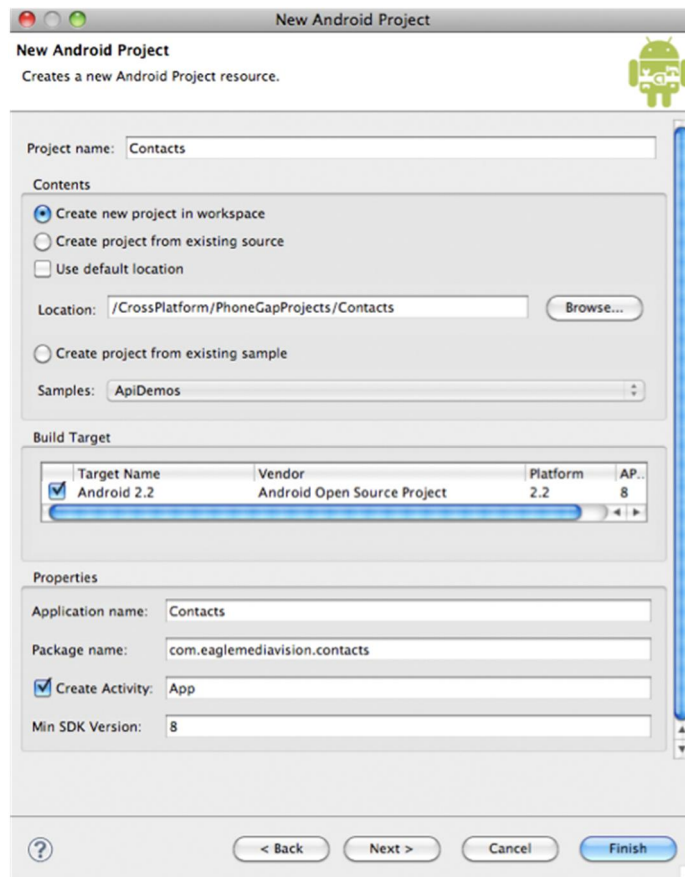 New Android Project
New Android Project
Creates a new Android Project resource.
Project name: Contacts
Contents
Create new project in workspace
Create project from existing source
Use default location
Location: /CrossPlatform/PhoneGapProjects/Contacts Browse...
Create project from existing sample
Samples: ApiDemos
Build Target
Target Name Vendor Platform AP..
Android 2.2 Android Open Source Project 2.2 8
Properties
Application name: Contacts
Package name: com.eaglemediavision.contacts
Create Activity: App
Min SDK Version: 8
? < Back Next > Cancel Finish